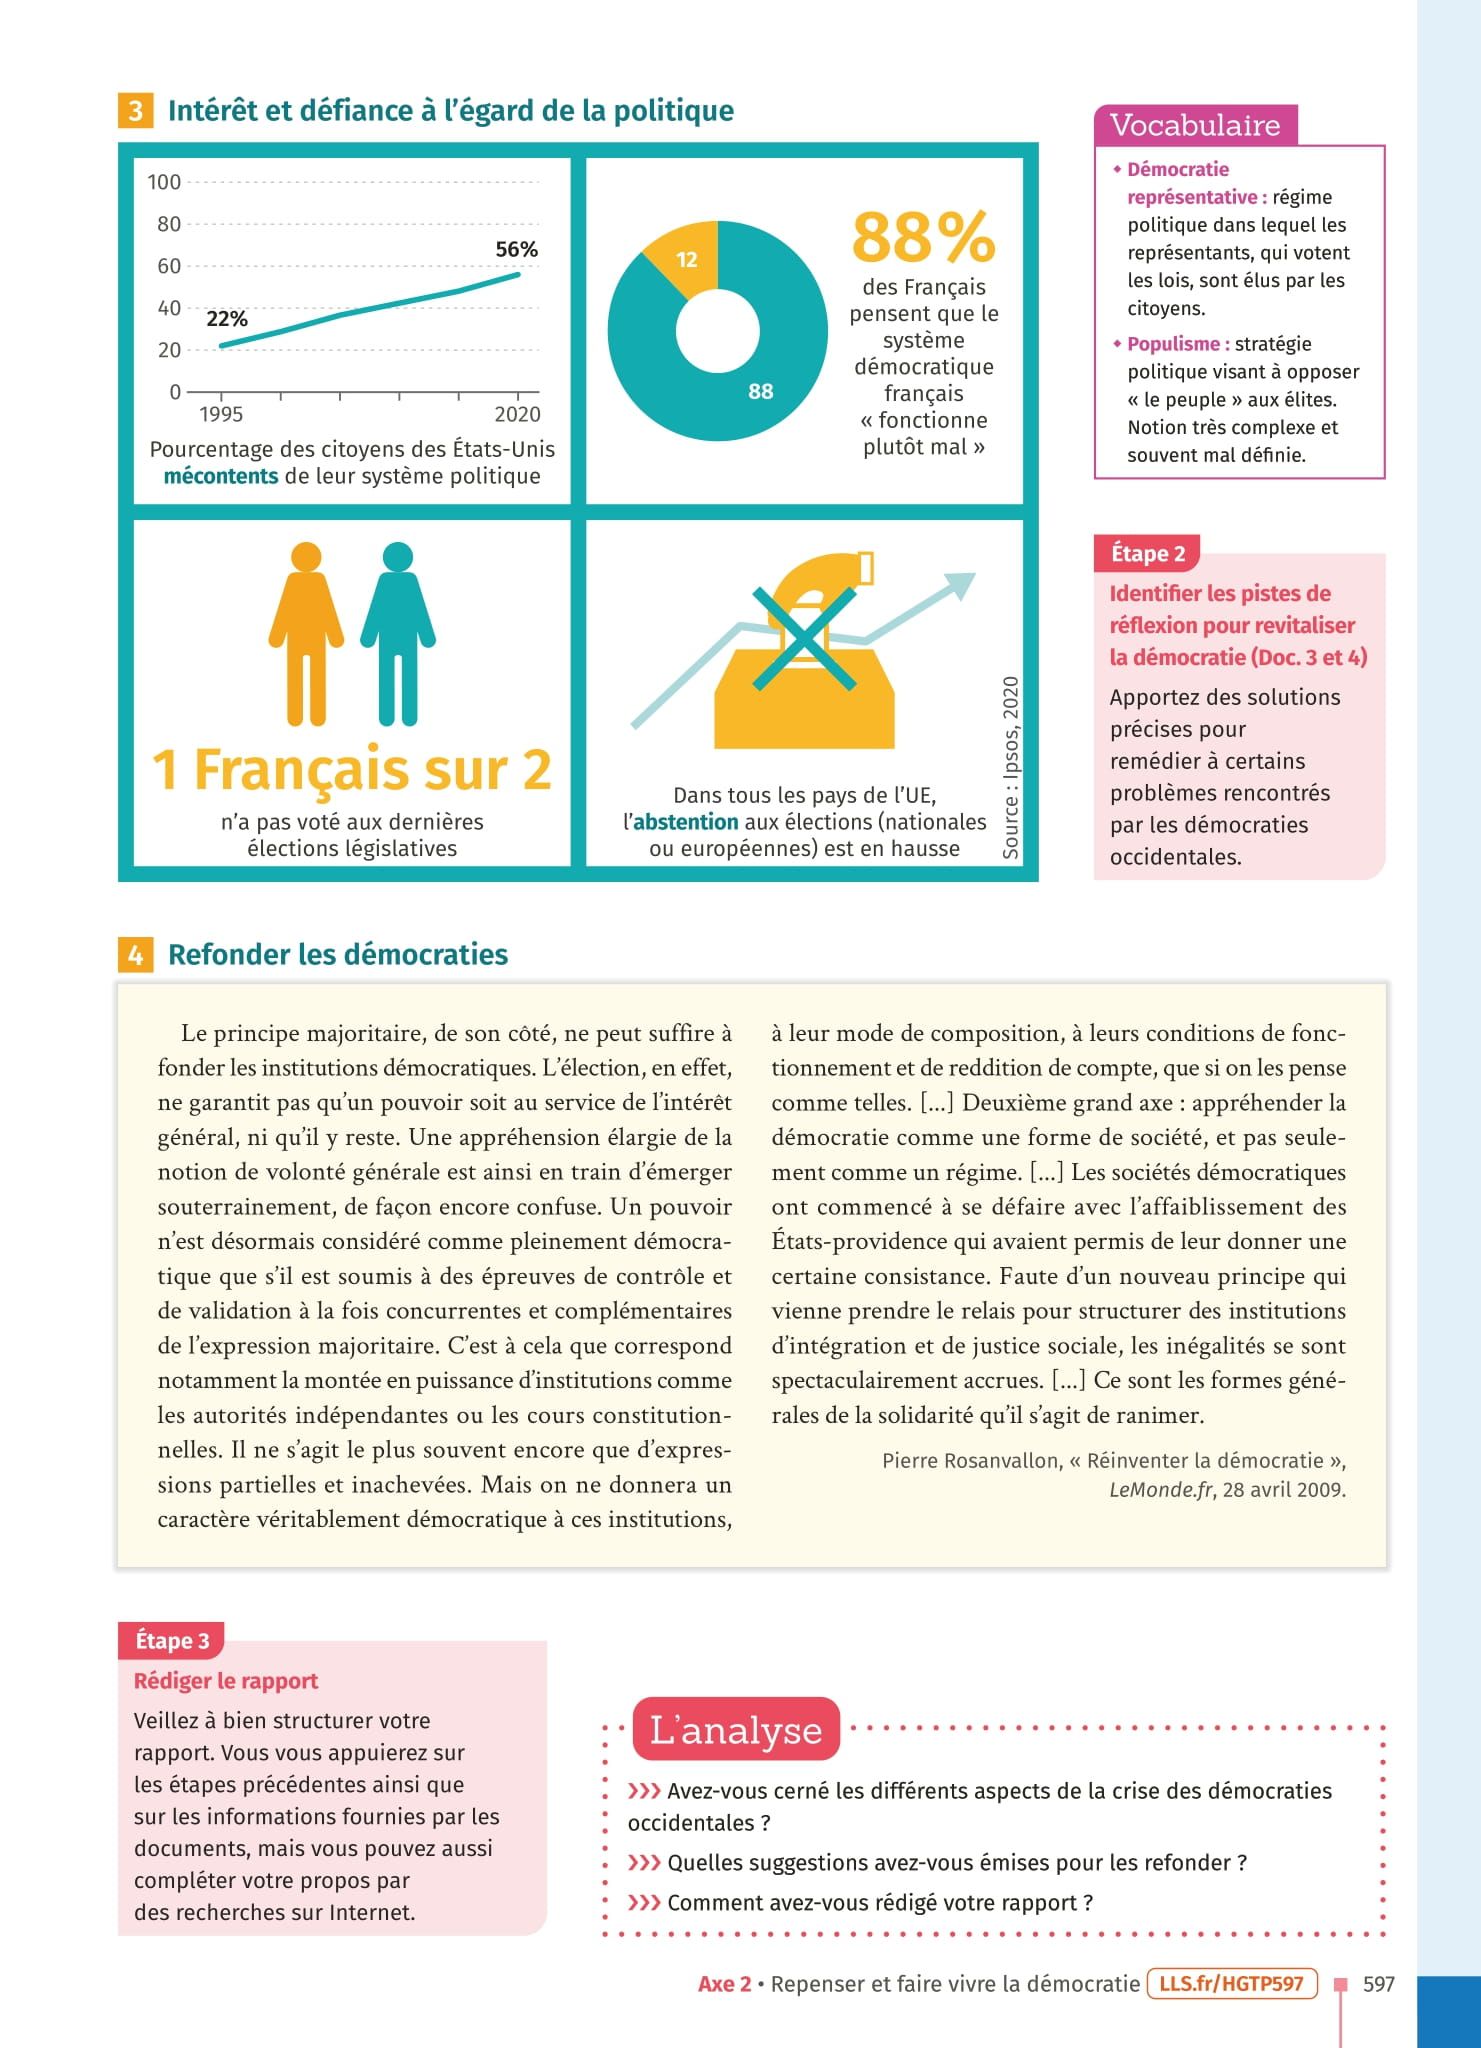 3 Intérêt et défiance à l'égard de la politique
100
80
60
40
20
0
22%
56%
1995
2020
Pourcentage des citoyens des États-Unis
mécontents de leur système politique
12
88
88%
des Français
pensent que le
système
démocratique
français
« fonctionne
plutôt mal »
1 Français sur 2
n'a pas voté aux dernières
élections législatives
Dans tous les pays de l'UE,
l'abstention aux élections (nationales
ou européennes) est en hausse
Source : Ipsos, 2020
Vocabulaire
• Démocratie
représentative : régime
politique dans lequel les
représentants, qui votent
les lois, sont élus par les
citoyens.
• Populisme : stratégie
politique visant à opposer
« le peuple » aux élites.
Notion très complexe et
souvent mal définie.
Étape 2
Identifier les pistes de
réflexion pour revitaliser
la démocratie (Doc. 3 et 4)
Apportez des solutions
précises pour
remédier à certains
problèmes rencontrés
par les démocraties
occidentales.
4 Refonder les démocraties
Le principe majoritaire, de son côté, ne peut suffire à
fonder les institutions démocratiques. L'élection, en effet,
ne garantit pas qu'un pouvoir soit au service de l'intérêt
général, ni qu'il y reste. Une appréhension élargie de la
notion de volonté générale est ainsi en train d'émerger
souterrainement, de façon encore confuse. Un pouvoir
n'est désormais considéré comme pleinement démocra-
tique que s'il est soumis à des épreuves de contrôle et
de validation à la fois concurrentes et complémentaires
de l'expression majoritaire. C'est à cela que correspond
notamment la montée en puissance d'institutions comme
les autorités indépendantes ou les cours constitution-
nelles. Il ne s'agit le plus souvent encore que d'expres-
sions partielles et inachevées. Mais on ne donnera un
caractère véritablement démocratique à ces institutions,
à leur mode de composition, à leurs conditions de fonc-
tionnement et de reddition de compte, que si on les pense
comme telles. [...] Deuxième grand axe : appréhender la
démocratie comme une forme de société, et pas seule-
ment comme un régime. [...] Les sociétés démocratiques
ont commencé à se défaire avec l'affaiblissement des
États-providence qui avaient permis de leur donner une
certaine consistance. Faute d'un nouveau principe qui
vienne prendre le relais pour structurer des institutions
d'intégration et de justice sociale, les inégalités se sont
spectaculairement accrues. [...] Ce sont les formes géné-
rales de la solidarité qu'il s'agit de ranimer.
Pierre Rosanvallon, « Réinventer la démocratie »,
LeMonde.fr, 28 avril 2009.
Étape 3
Rédiger le rapport
Veillez à bien structurer votre
rapport. Vous vous appuierez sur
les étapes précédentes ainsi que
sur les informations fournies par les
documents, mais vous pouvez aussi
compléter votre propos par
des recherches sur Internet.
L'analyse
››› Avez-vous cerné les différents aspects de la crise des démocraties
occidentales ?
››› Quelles suggestions avez-vous émises pour les refonder ?
››› Comment avez-vous rédigé votre rapport ?
Axe 2 • Repenser et faire vivre la démocratie LLS.fr/HGTP597 597